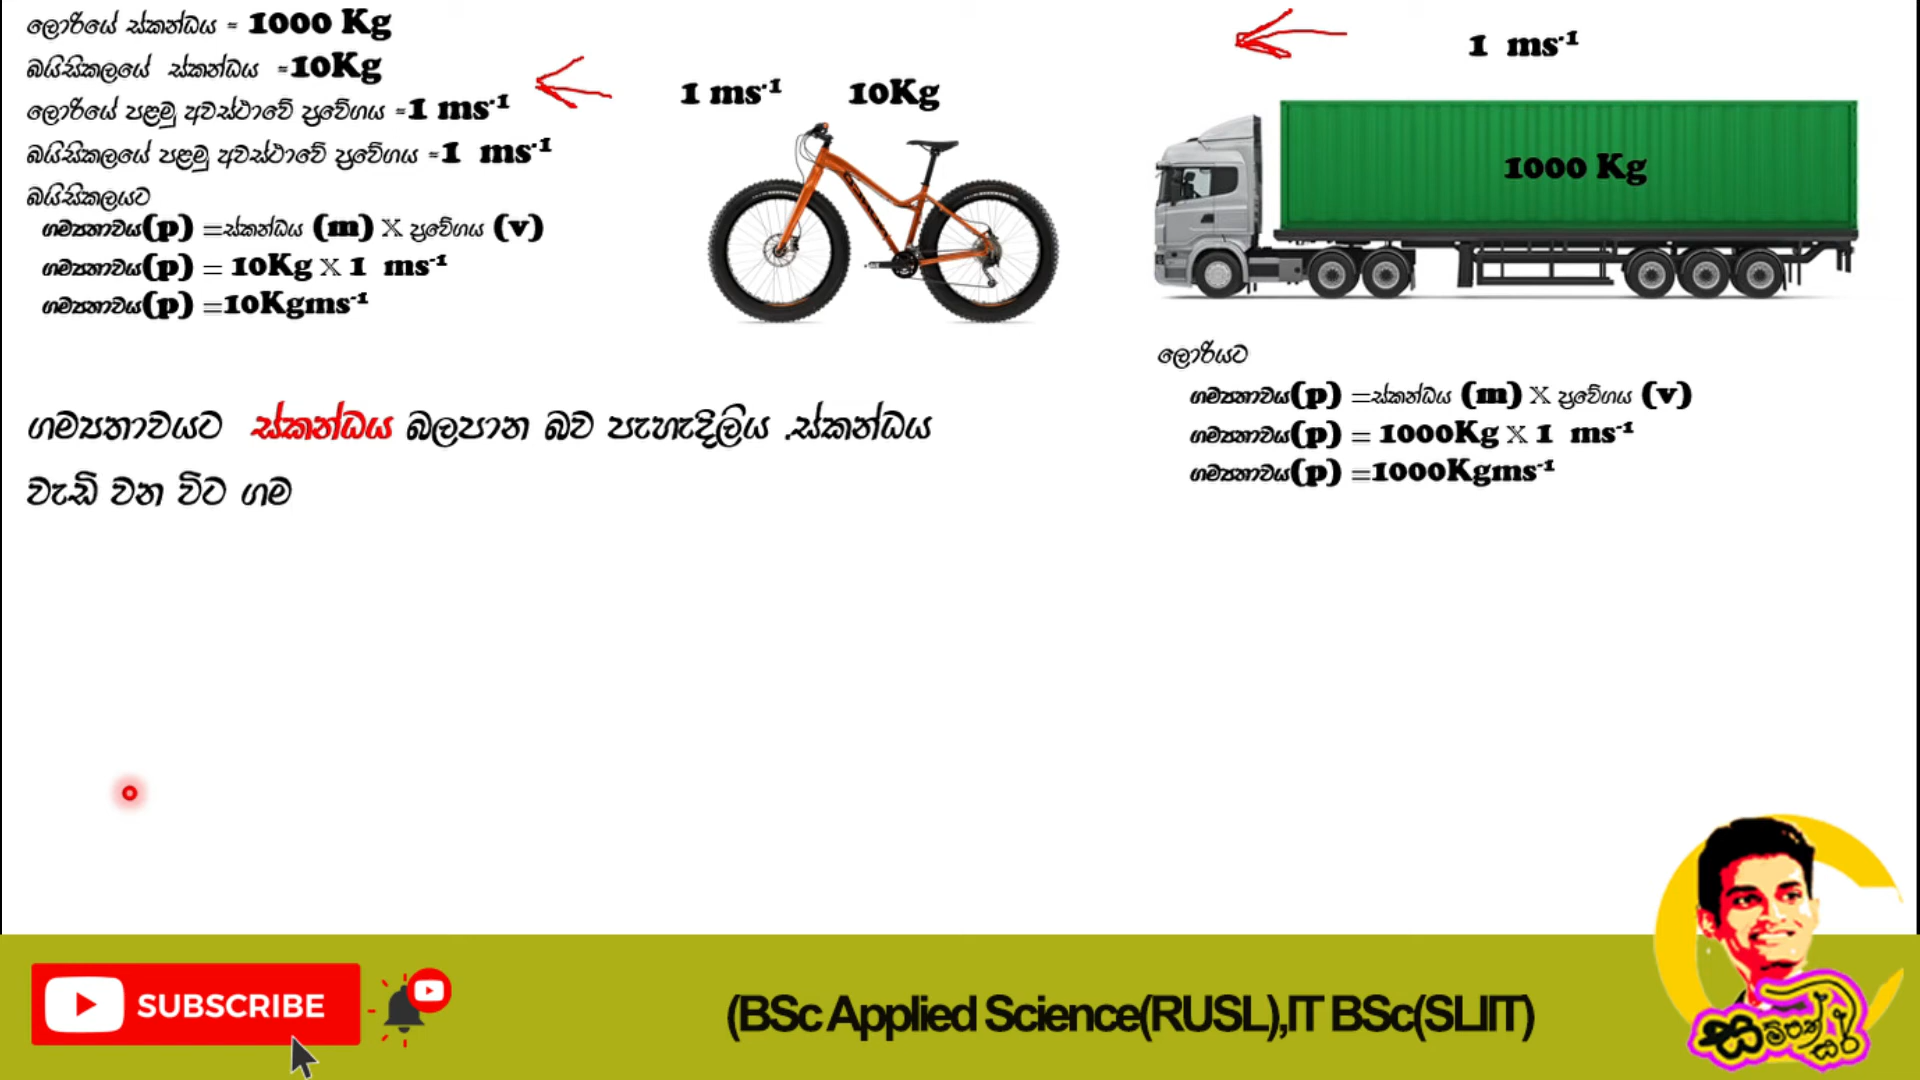 ලොරියේ ස්කන්ධය = 1000 Kg
බයිසිකලයේ ස්කන්ධය =10Kg
ලොරියේ පළමු අවස්ථාවේ ප්‍රවේගය =1 ms-1
බයිසිකලයේ පළමු අවස්ථාවේ ප්‍රවේගය =1 ms-1
බයිසිකලයට
ගම්‍යතාවය(p) =ස්කන්ධය (m) X ප්‍රවේගය (v)
ගම්‍යතාවය(p) = 10Kg X 1 ms-1
ගම්‍යතාවය(p) =10Kgms-1
1 ms-1 10Kg
1 ms-1
1000 Kg
ලොරියට
ගම්‍යතාවය(p) =ස්කන්ධය (m) X ප්‍රවේගය (v)
ගම්‍යතාවය(p) = 1000Kg X 1 ms-1
ගම්‍යතාවය(p) =1000Kgms-1
ගම්‍යතාවයට ස්කන්ධය බලපාන බව පැහැදිලිය .ස්කන්ධය
වැඩි වන විට ගම
SUBSCRIBE
(BSc Applied Science(RUSL),IT BSc(SLIIT)
සම්පත් සර්